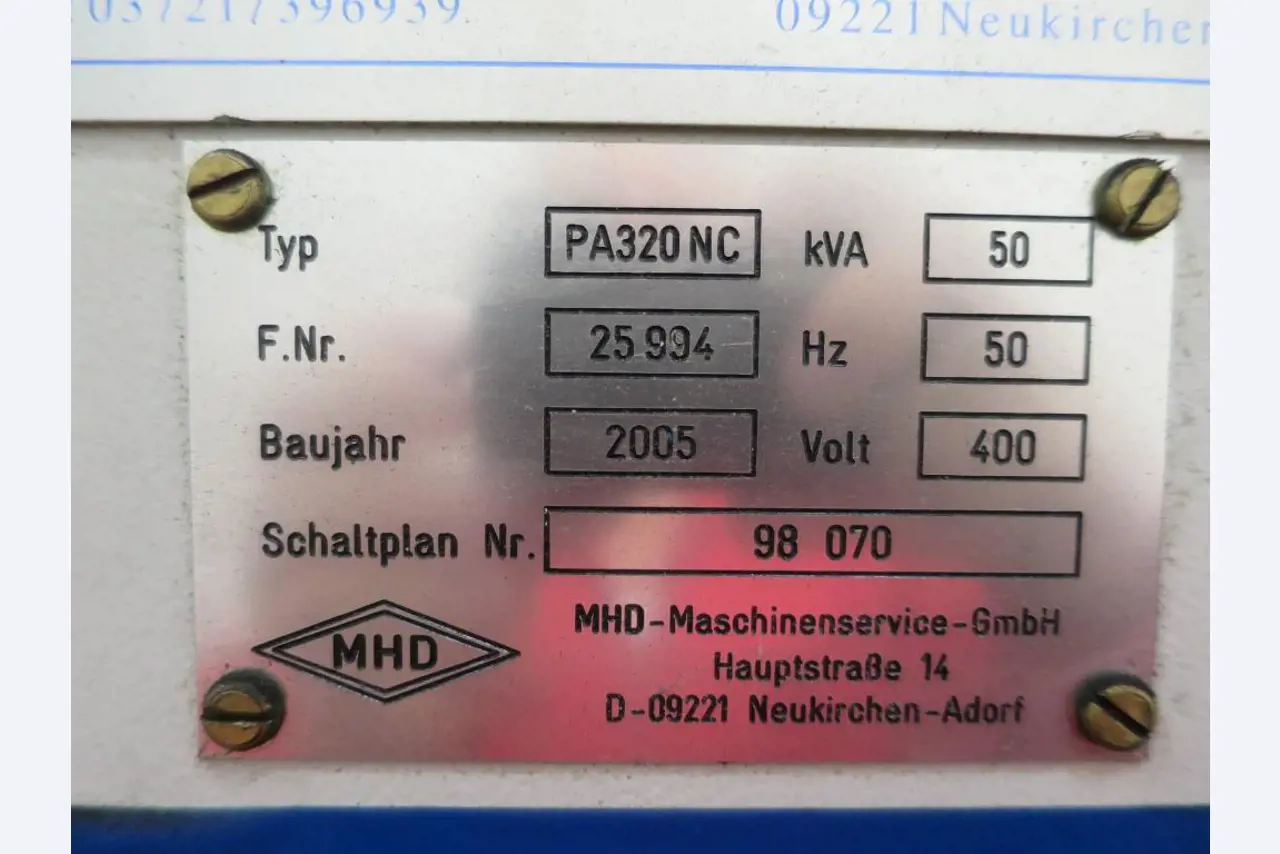 037217396939
09221 Neukirchen
Typ PA320 NC kVA 50
F.Nr. 25 994 Hz 50
Baujahr 2005 Volt 400
Schaltplan Nr. 98 070
MHD
MHD-Maschinenservice-GmbH
Hauptstraße 14
D-09221 Neukirchen-Adorf